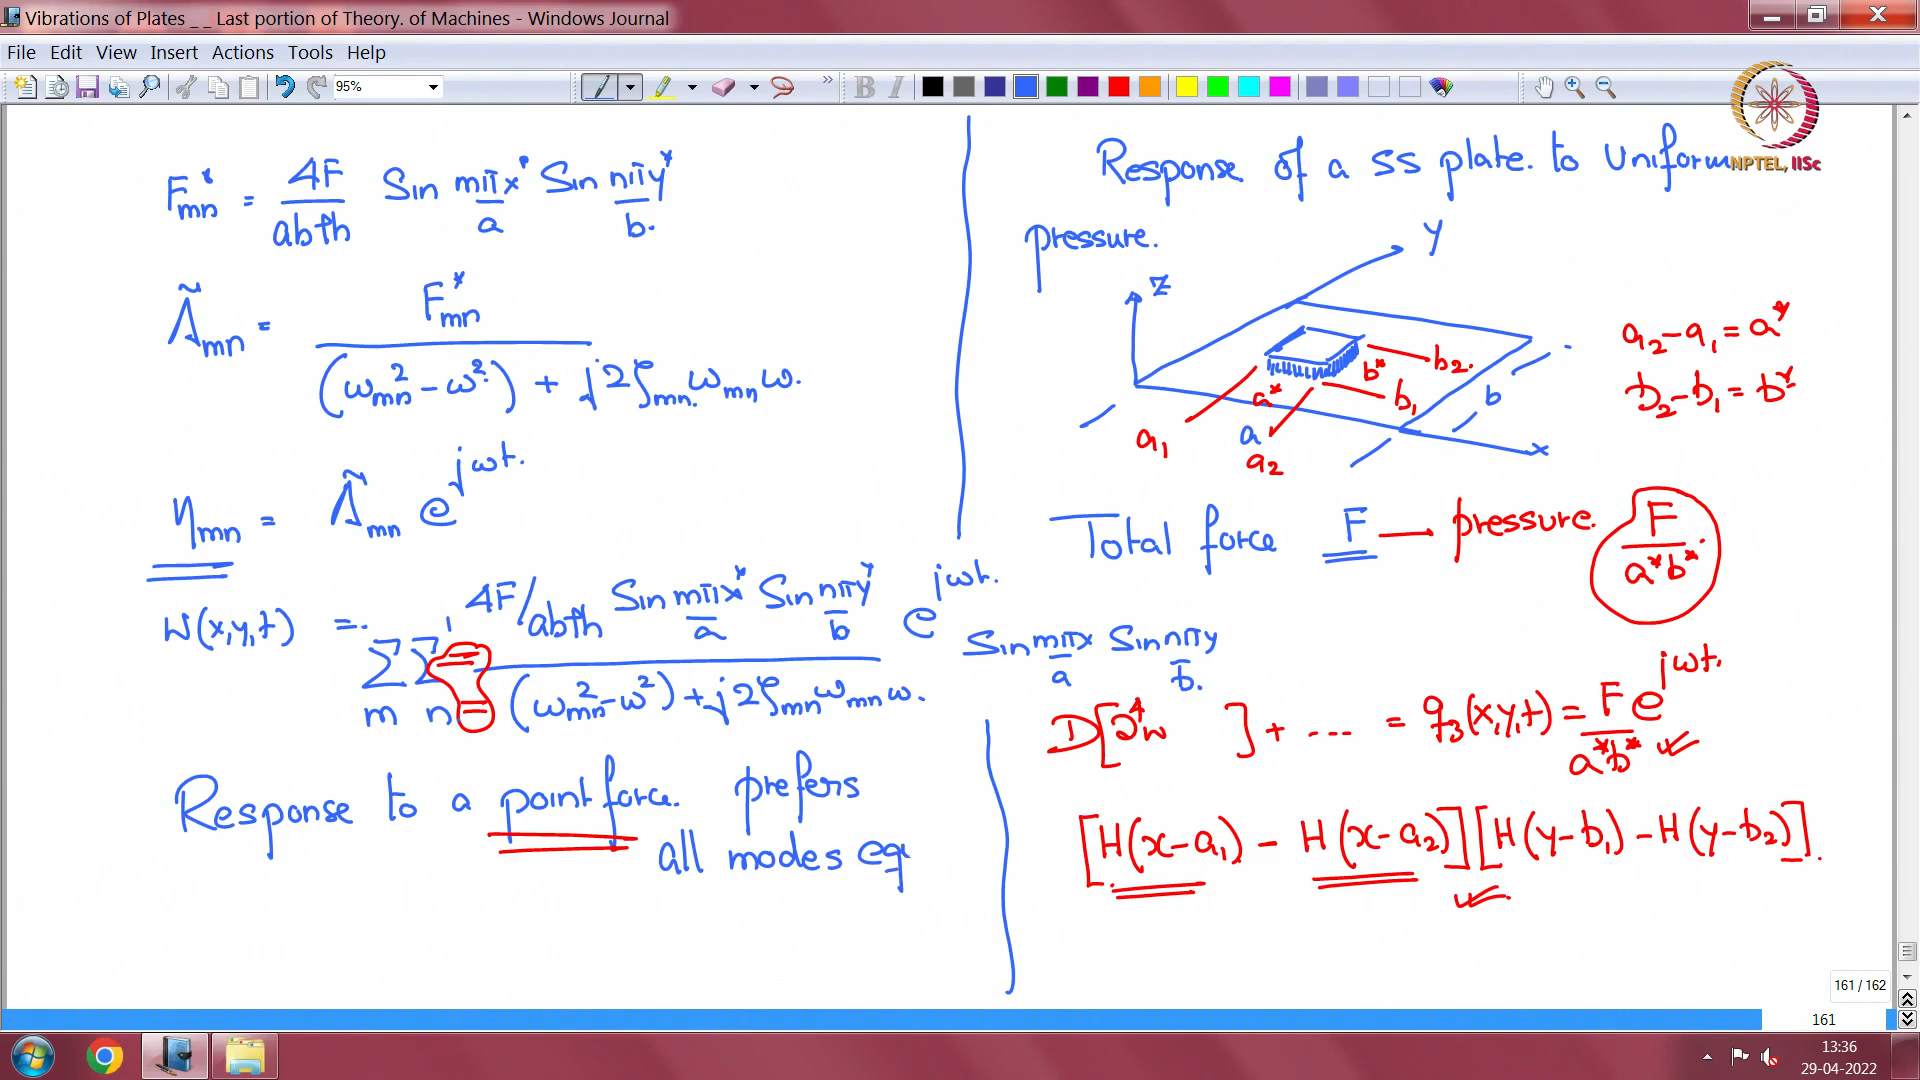 Vibrations of Plates _ _ Last portion of Theory. of Machines - Windows Journal
File Edit View Insert Actions Tools Help
95%
NPTEL, IISc
F*mn = 4F/abρh Sin mπx*/a Sin nπy*/b.
Ãmn = F*mn / (ωmn² - ω²) + j2ζmn ωmn ω.
ηmn = Ãmn e^jωt.
W(x,y,t) = Σm Σn 4F/abρh Sin mπx*/a Sin nπy*/b e^jωt. / (ωmn² - ω²) + j2ζmn ωmn ω. Sin mπx/a Sin nπy/b.
Response to a point force. prefers
all modes eq
Response of a SS plate. to Uniform
pressure.
Z
Y
x
a₁
a₂
a*
b*
b₁
b₂.
a
b
a₂ - a₁ = a*
b₂ - b₁ = b*
Total force F — pressure. F/a*b*.
D[∂⁴w ] + ... = q₃(x,y,t) = F/a*b* e^jωt.
[H(x-a₁) - H(x-a₂)][H(y-b₁) - H(y-b₂)].
161 / 162
161
13:36
29-04-2022